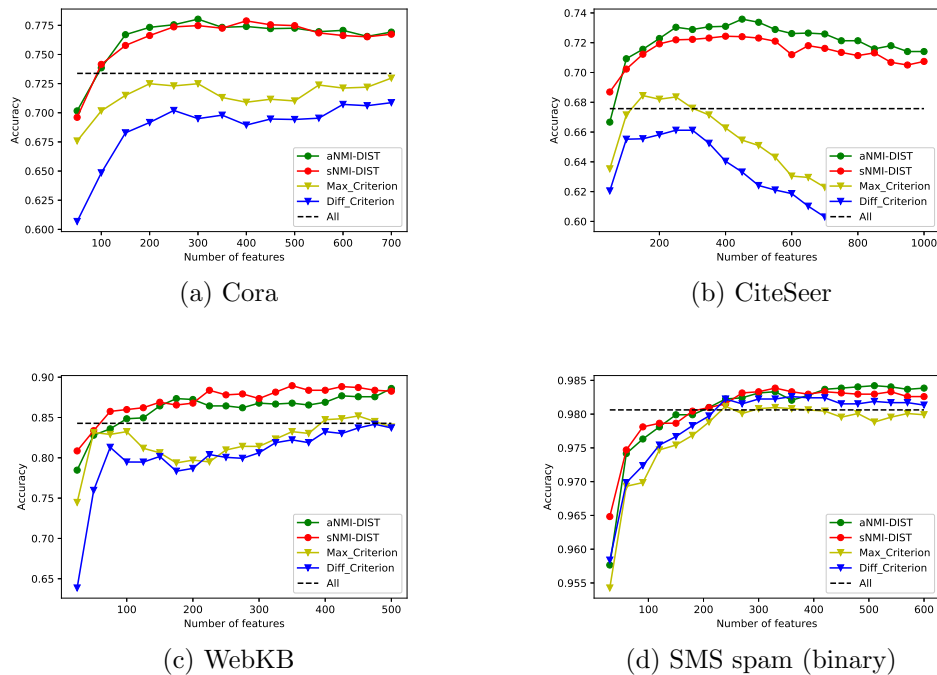 0.775
0.750
0.725
0.700
0.675
0.650
0.625
0.600
Accuracy
100 200 300 400 500 600 700
Number of features
aNMI-DIST
sNMI-DIST
Max_Criterion
Diff_Criterion
All
(a) Cora
0.74
0.72
0.70
0.68
0.66
0.64
0.62
0.60
Accuracy
200 400 600 800 1000
Number of features
aNMI-DIST
sNMI-DIST
Max_Criterion
Diff_Criterion
All
(b) CiteSeer
0.90
0.85
0.80
0.75
0.70
0.65
Accuracy
100 200 300 400 500
Number of features
aNMI-DIST
sNMI-DIST
Max_Criterion
Diff_Criterion
All
(c) WebKB
0.985
0.980
0.975
0.970
0.965
0.960
0.955
Accuracy
100 200 300 400 500 600
Number of features
aNMI-DIST
sNMI-DIST
Max_Criterion
Diff_Criterion
All
(d) SMS spam (binary)